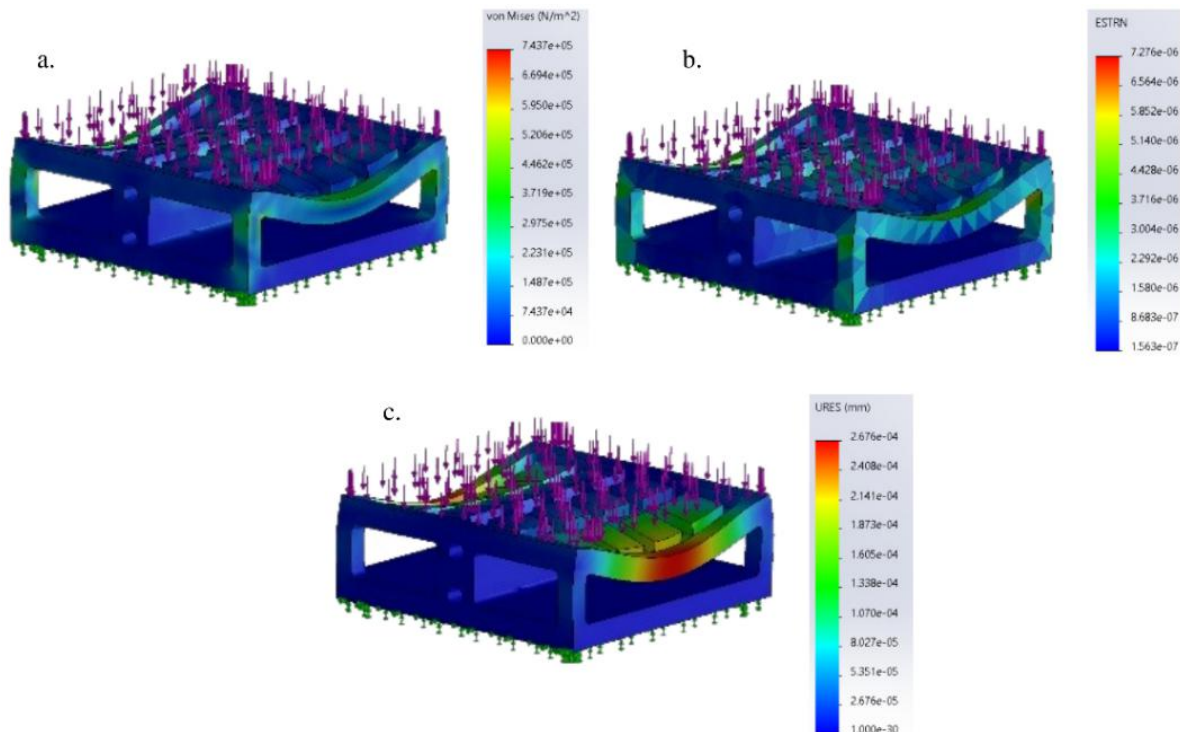 a.
von Mises (N/m^2)
7.437e+05
6.694e+05
5.950e+05
5.206e+05
4.462e+05
3.719e+05
2.975e+05
2.231e+05
1.487e+05
7.437e+04
0.000e+00
b.
ESTRN
7.276e-06
6.564e-06
5.852e-06
5.140e-06
4.428e-06
3.716e-06
3.004e-06
2.292e-06
1.580e-06
8.683e-07
1.563e-07
c.
URES (mm)
2.676e-04
2.408e-04
2.141e-04
1.873e-04
1.605e-04
1.338e-04
1.070e-04
8.027e-05
5.351e-05
2.676e-05
1.000e-30